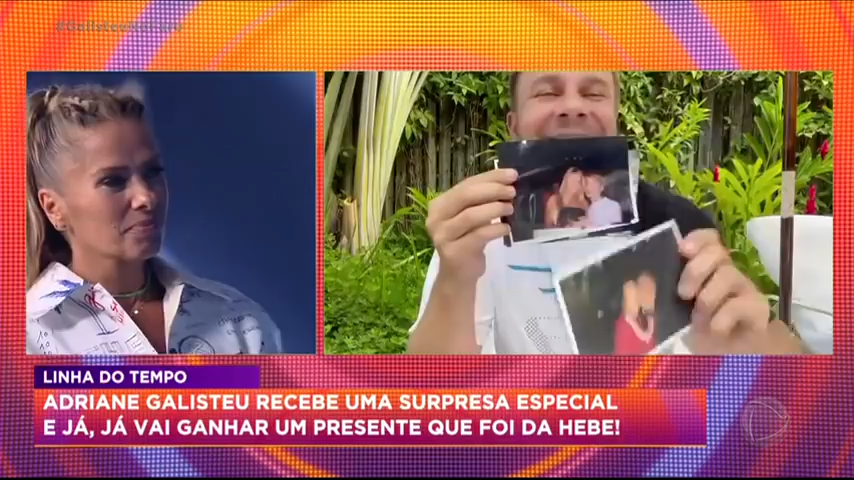 #GalisteuNoFaro
LINHA DO TEMPO
ADRIANE GALISTEU RECEBE UMA SURPRESA ESPECIAL
E JÁ, JÁ VAI GANHAR UM PRESENTE QUE FOI DA HEBE!